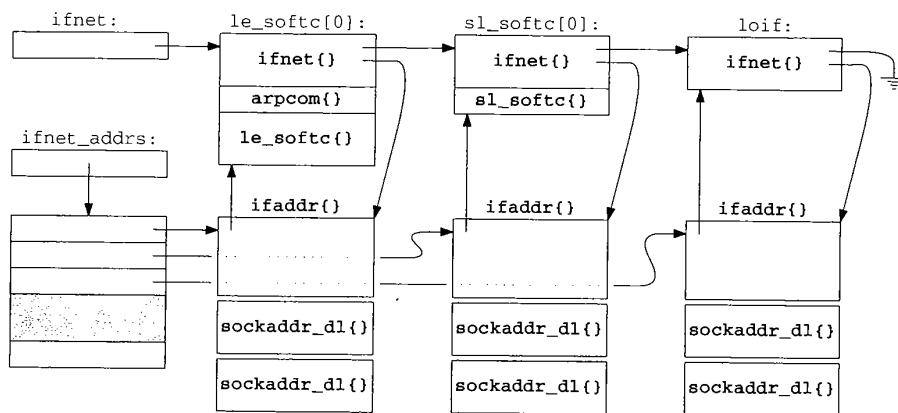 ifnet:
le_softc[0]:
sl_softc[0]:
loif:
ifnet{}
ifnet{}
ifnet{}
arpcom{}
sl_softc{}
le_softc{}
ifnet_addrs:
ifaddr{}
ifaddr{}
ifaddr{}
sockaddr_dl{}
sockaddr_dl{}
sockaddr_dl{}
sockaddr_dl{}
sockaddr_dl{}
sockaddr_dl{}